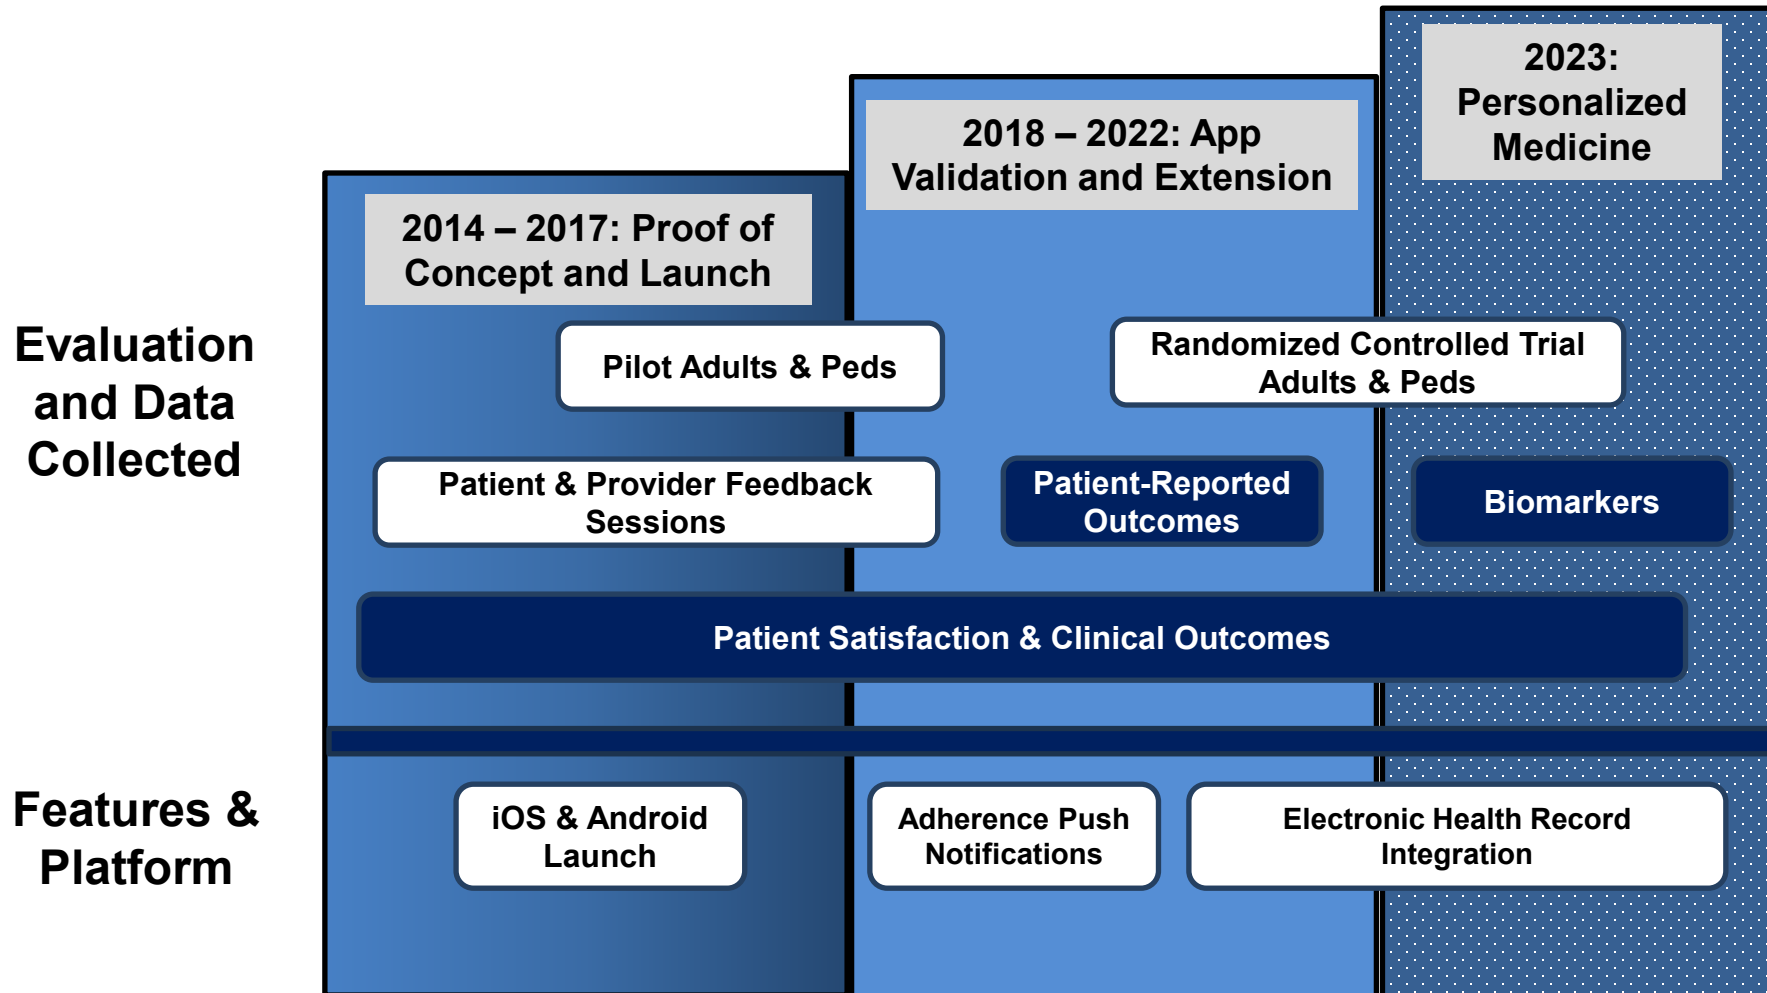 2014 – 2017: Proof of
Concept and Launch
2018 – 2022: App
Validation and Extension
2023:
Personalized
Medicine
Evaluation
and Data
Collected
Pilot Adults & Peds
Randomized Controlled Trial
Adults & Peds
Patient & Provider Feedback
Sessions
Patient-Reported
Outcomes
Biomarkers
Patient Satisfaction & Clinical Outcomes
Features &
Platform
iOS & Android
Launch
Adherence Push
Notifications
Electronic Health Record
Integration